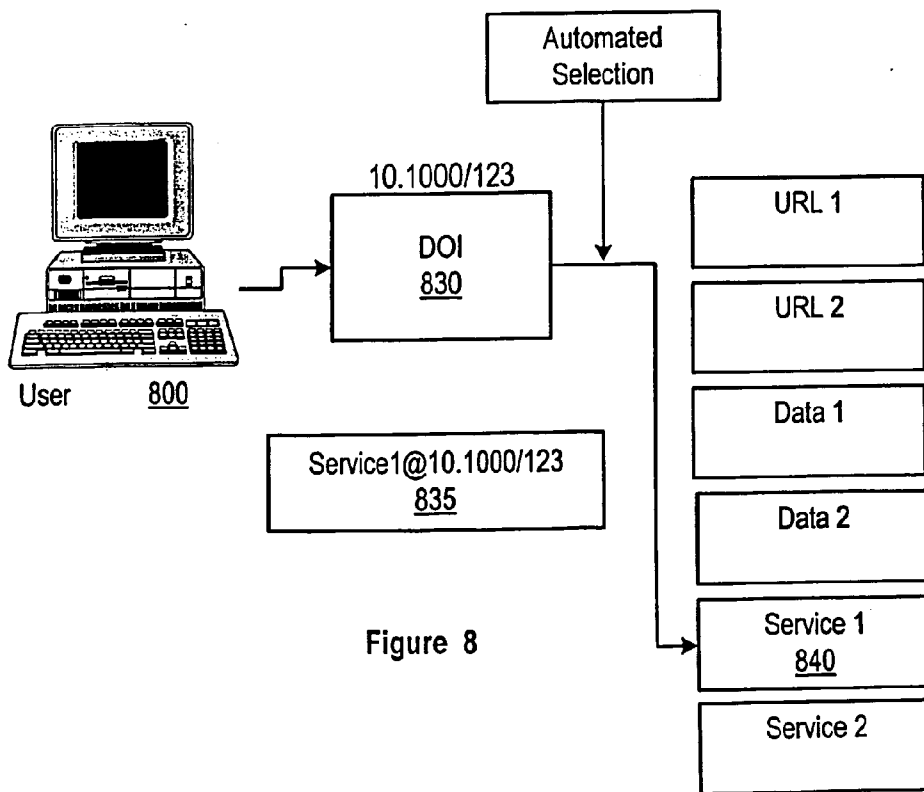 Automated
Selection
10.1000/123
DOI
830
User 800
Service1@10.1000/123
835
URL 1
URL 2
Data 1
Data 2
Service 1
840
Service 2
Figure 8